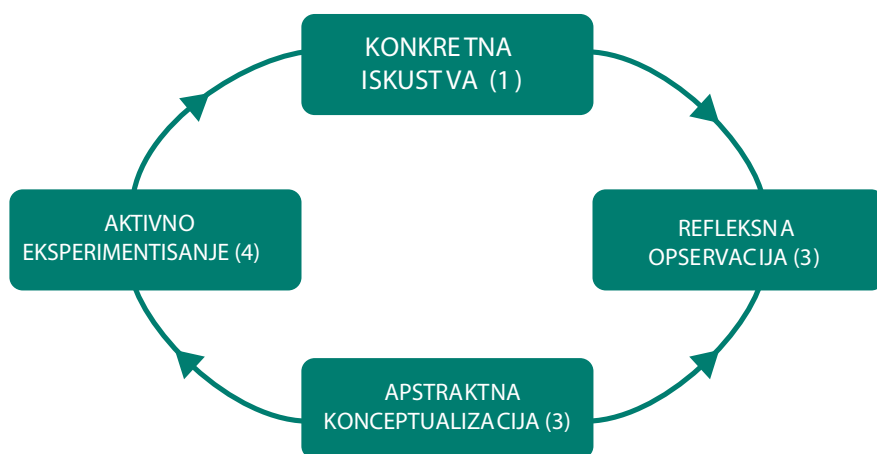 KONKRETNA
ISKUSTVA (1)
AKTIVNO
EKSPERIMENTISANJE (4)
REFLEKSNA
OPSERVACIJA (3)
APSTRAKTNA
KONCEPTUALIZACIJA (3)